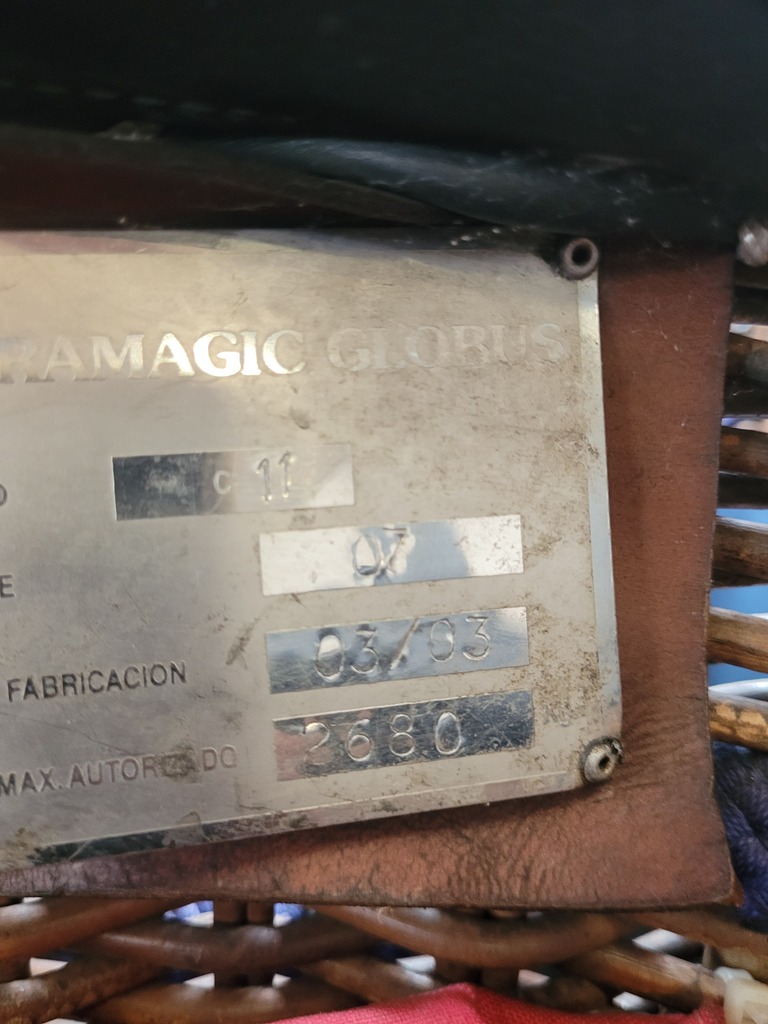 RAMAGIC GLOBUS
O C 11
E 07
FABRICACION 03/03
MAX. AUTORIZADO 2680